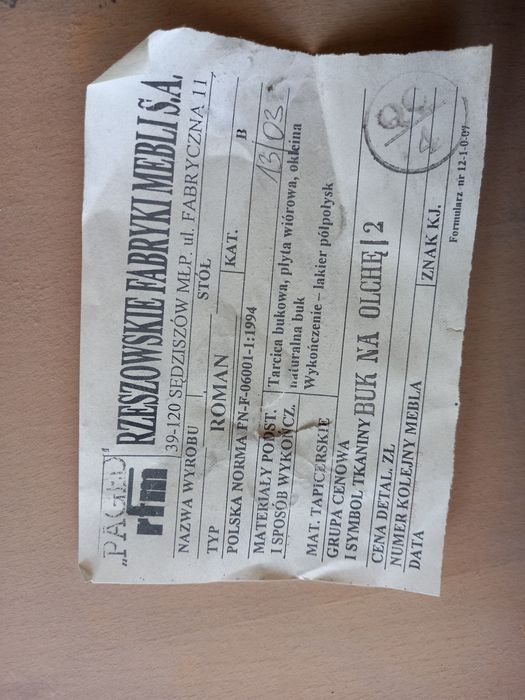 „PAGED"
rfm
RZESZOWSKIE FABRYKI MEBLI S.A.
39-120 SĘDZISZÓW MŁP. ul. FABRYCZNA 11
NAZWA WYROBU STÓŁ
TYP ROMAN
POLSKA NORMA PN-F-06001-1:1994 KAT. B
MATERIAŁY PODST. Tarcica bukowa, płyta wiórowa, okleina
I SPOSÓB WYKOŃCZ. naturalna buk
13/03
Wykończenie – lakier półpołysk
MAT. TAPICERSKIE
GRUPA CENOWA
I SYMBOL TKANINY BUK NA OLCHĘ | 2
CENA DETAL. ZŁ
NUMER KOLEJNY MEBLA
DATA ZNAK KJ.
Formularz nr 12-1-0-07